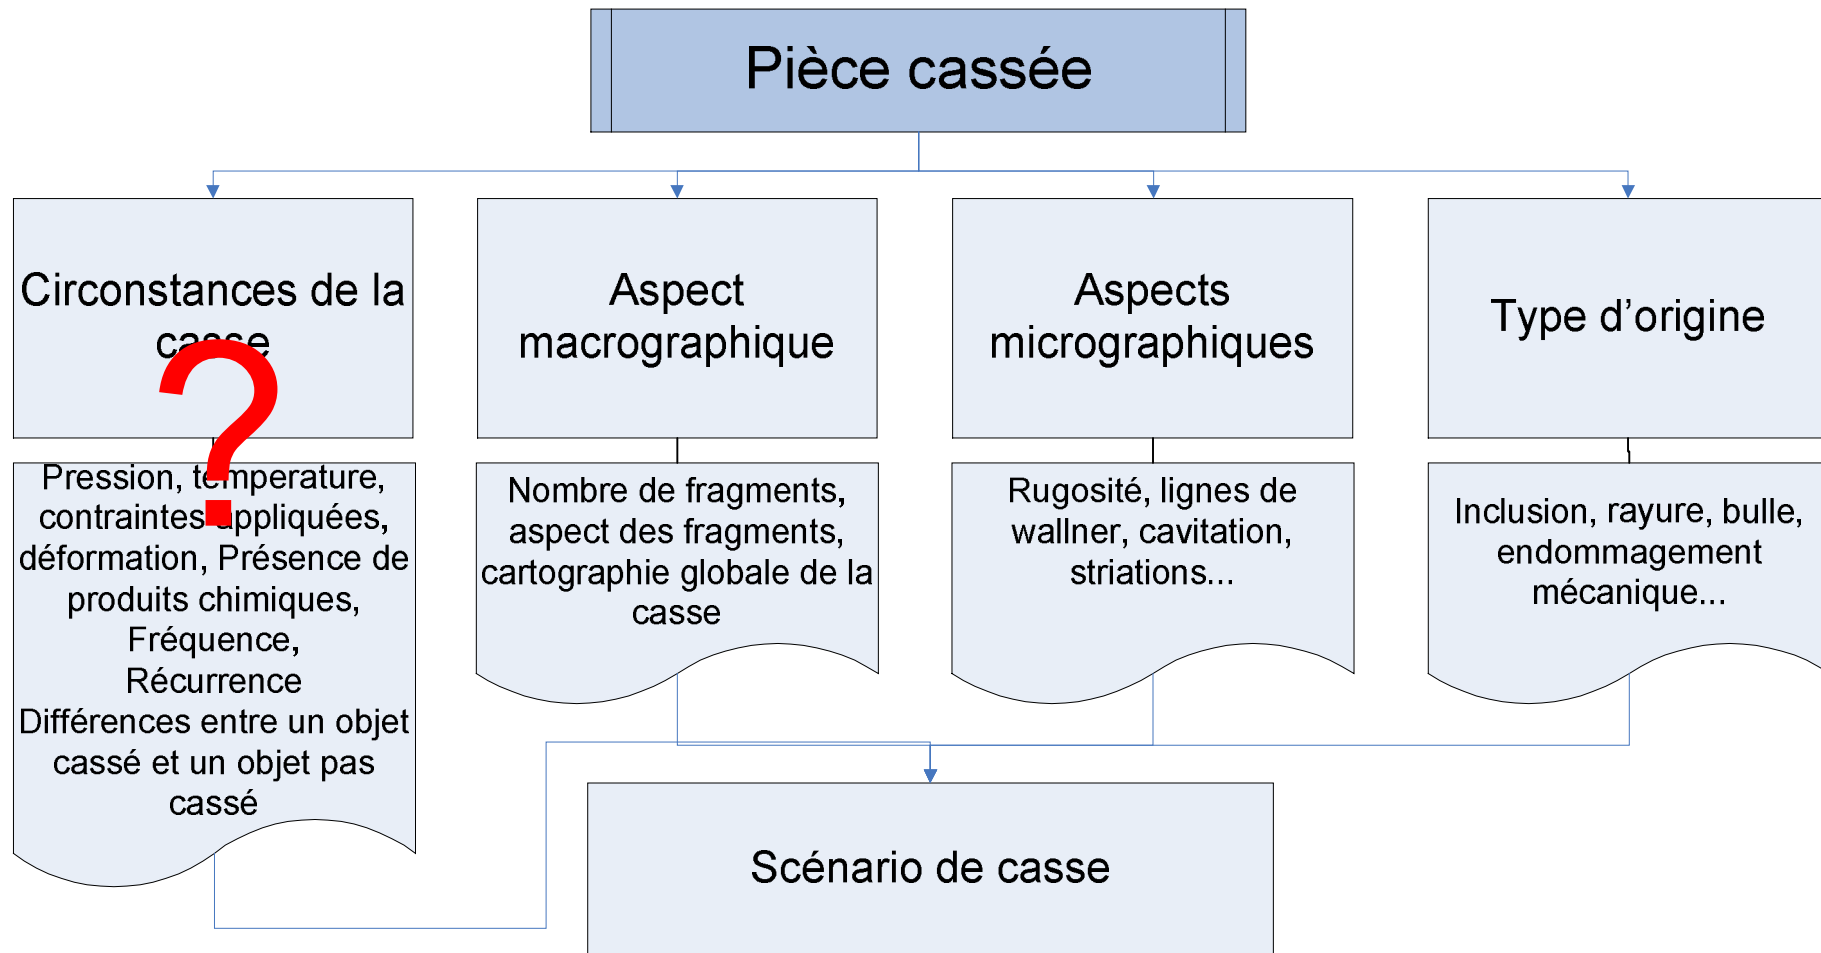 Pièce cassée
Circonstances de la
casse
?
Aspect
macrographique
Aspects
micrographiques
Type d’origine
Pression, température,
contraintes appliquées,
déformation, Présence de
produits chimiques,
Fréquence,
Récurrence
Différences entre un objet
cassé et un objet pas
cassé
Nombre de fragments,
aspect des fragments,
cartographie globale de la
casse
Rugosité, lignes de
wallner, cavitation,
striations...
Inclusion, rayure, bulle,
endommagement
mécanique...
Scénario de casse